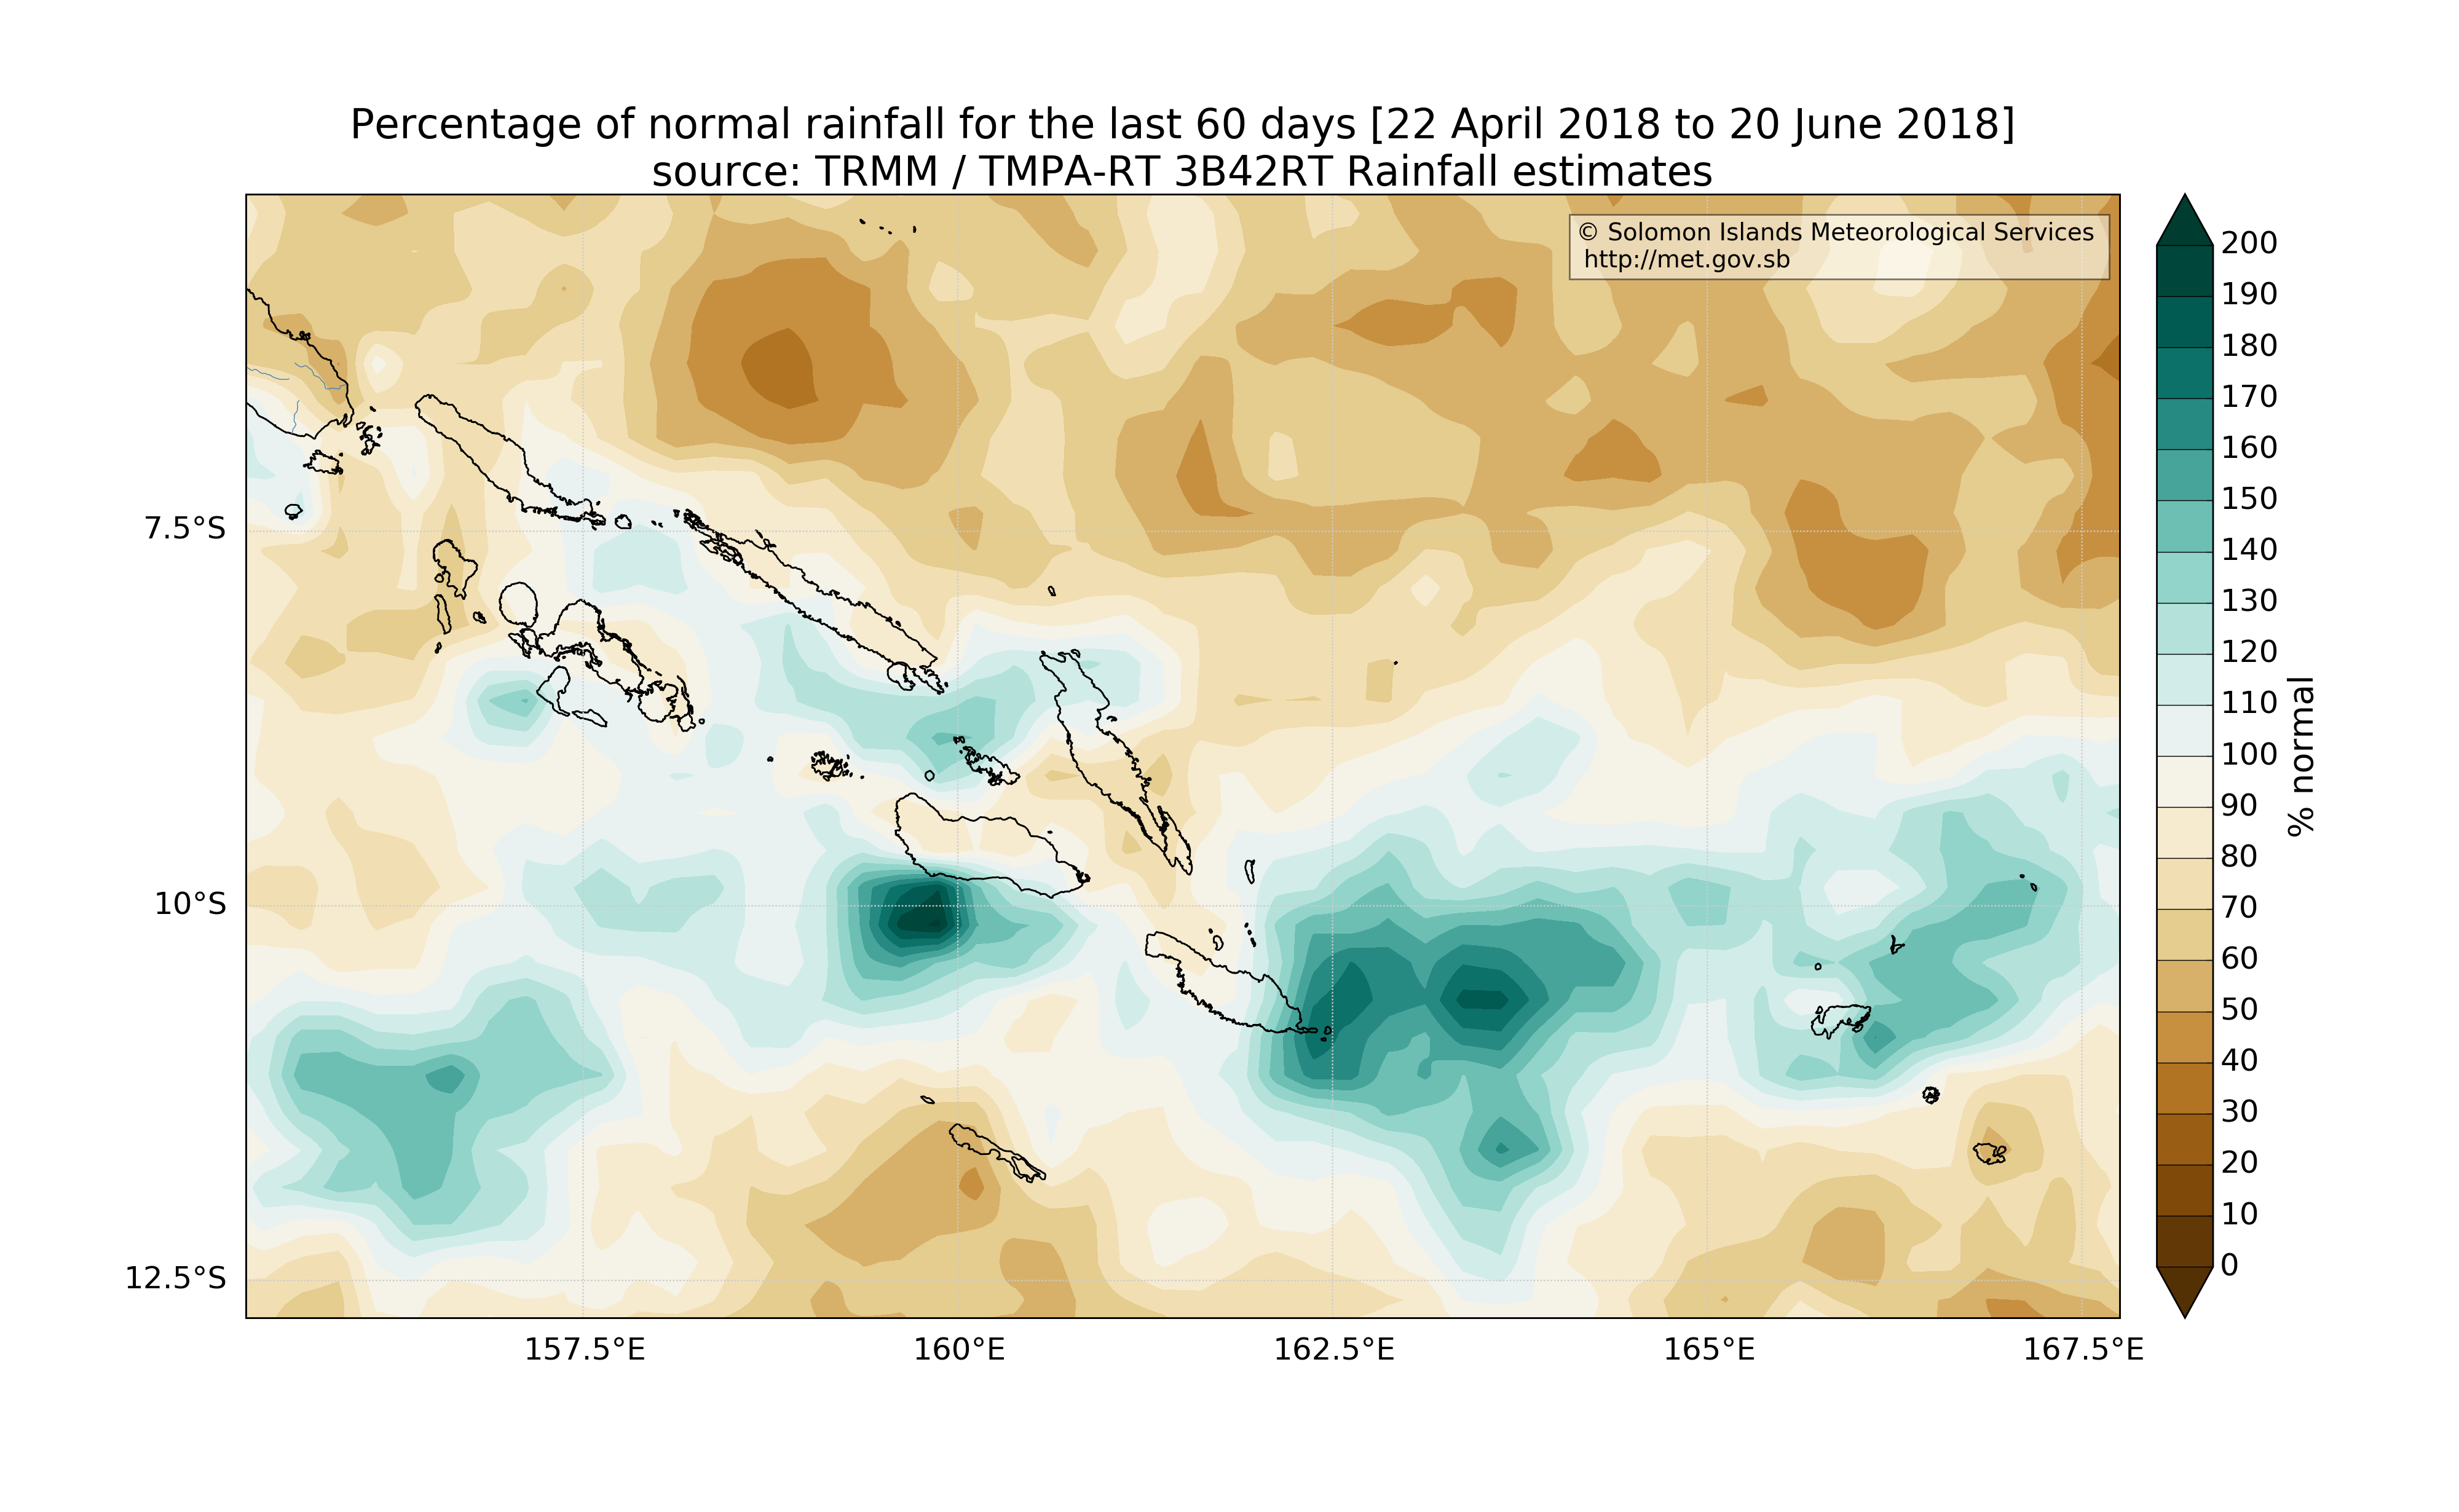 Percentage of normal rainfall for the last 60 days [22 April 2018 to 20 June 2018]
source: TRMM / TMPA-RT 3B42RT Rainfall estimates
© Solomon Islands Meteorological Services
http://met.gov.sb
7.5°S
10°S
12.5°S
157.5°E
160°E
162.5°E
165°E
167.5°E
200
190
180
170
160
150
140
130
120
110
100
90
80
70
60
50
40
30
20
10
0
% normal